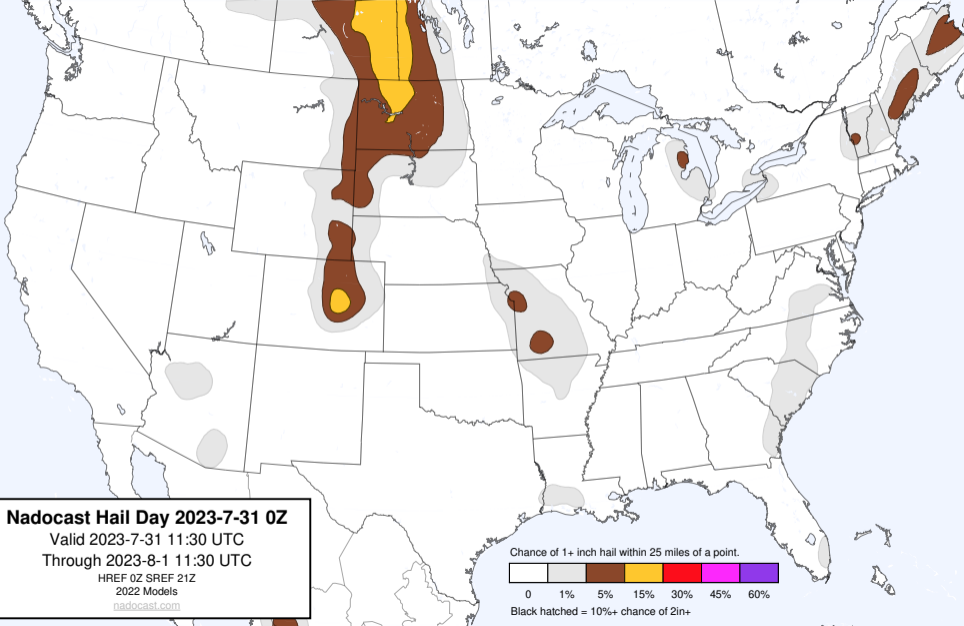 Nadocast Hail Day 2023-7-31 0Z
Valid 2023-7-31 11:30 UTC
Through 2023-8-1 11:30 UTC
HREF 0Z SREF 21Z
2022 Models
nadocast.com
Chance of 1+ inch hail within 25 miles of a point.
0 1% 5% 15% 30% 45% 60%
Black hatched = 10%+ chance of 2in+